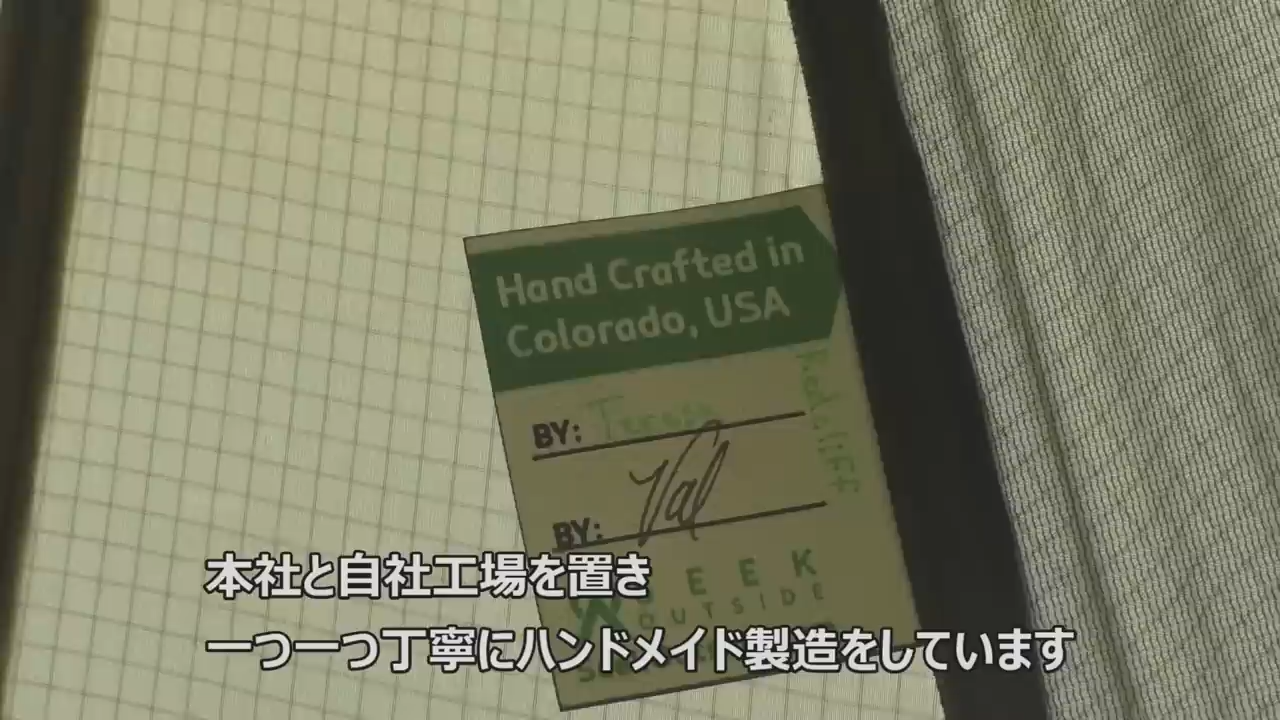 Hand Crafted in
Colorado, USA
BY:
BY: Val
SEEK
OUTSIDE
本社と自社工場を置き
一つ一つ丁寧にハンドメイド製造をしています